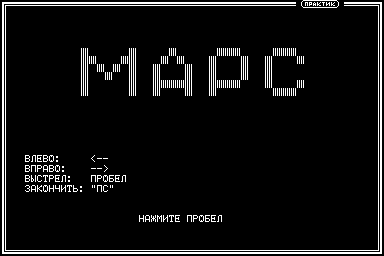 ПРАКТИК
МАРС
ВЛЕВО: <--
ВПРАВО: -->
ВЫСТРЕЛ: ПРОБЕЛ
ЗАКОНЧИТЬ: "ПС"
НАЖМИТЕ ПРОБЕЛ